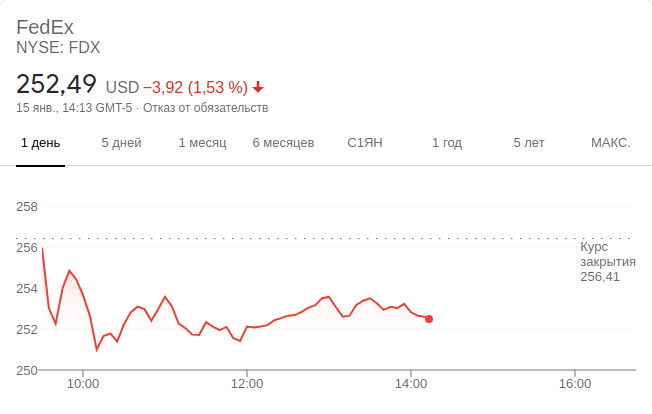 FedEx
NYSE: FDX
252,49 USD −3,92 (1,53 %)
15 янв., 14:13 GMT-5 · Отказ от обязательств
1 день 5 дней 1 месяц 6 месяцев С1ЯН 1 год 5 лет МАКС.
258
256
254
252
250
Курс
закрытия
256,41
10:00 12:00 14:00 16:00